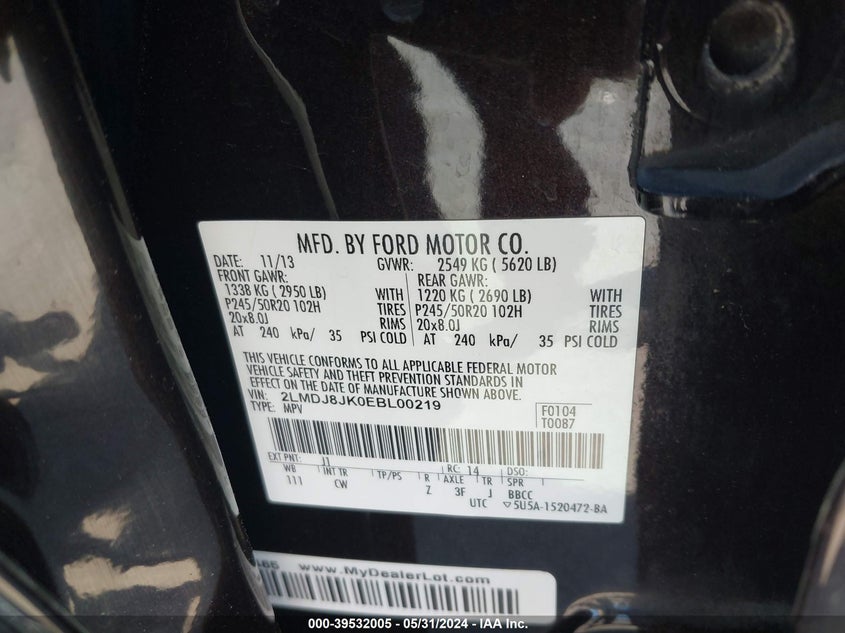 MFD. BY FORD MOTOR CO.
DATE: 11/13 GVWR: 2549 KG ( 5620 LB)
FRONT GAWR: REAR GAWR:
1338 KG ( 2950 LB) WITH 1220 KG ( 2690 LB) WITH
P245/50R20 102H TIRES P245/50R20 102H TIRES
20x8.0J RIMS 20x8.0J RIMS
AT 240 kPa/ 35 PSI COLD AT 240 kPa/ 35 PSI COLD
THIS VEHICLE CONFORMS TO ALL APPLICABLE FEDERAL MOTOR
VEHICLE SAFETY AND THEFT PREVENTION STANDARDS IN
EFFECT ON THE DATE OF MANUFACTURE SHOWN ABOVE.
VIN: 2LMDJ8JK0EBL00219
TYPE: MPV
F0104
T0087
EXT PNT: J1 RC: 14 DSO:
WB INT TR TP/PS R AXLE TR SPR
111 CW Z 3F J BBCC
UTC 5U5A-1520472-BA
www.MyDealerLot.com
000-39532005 - 05/31/2024 - IAA Inc.